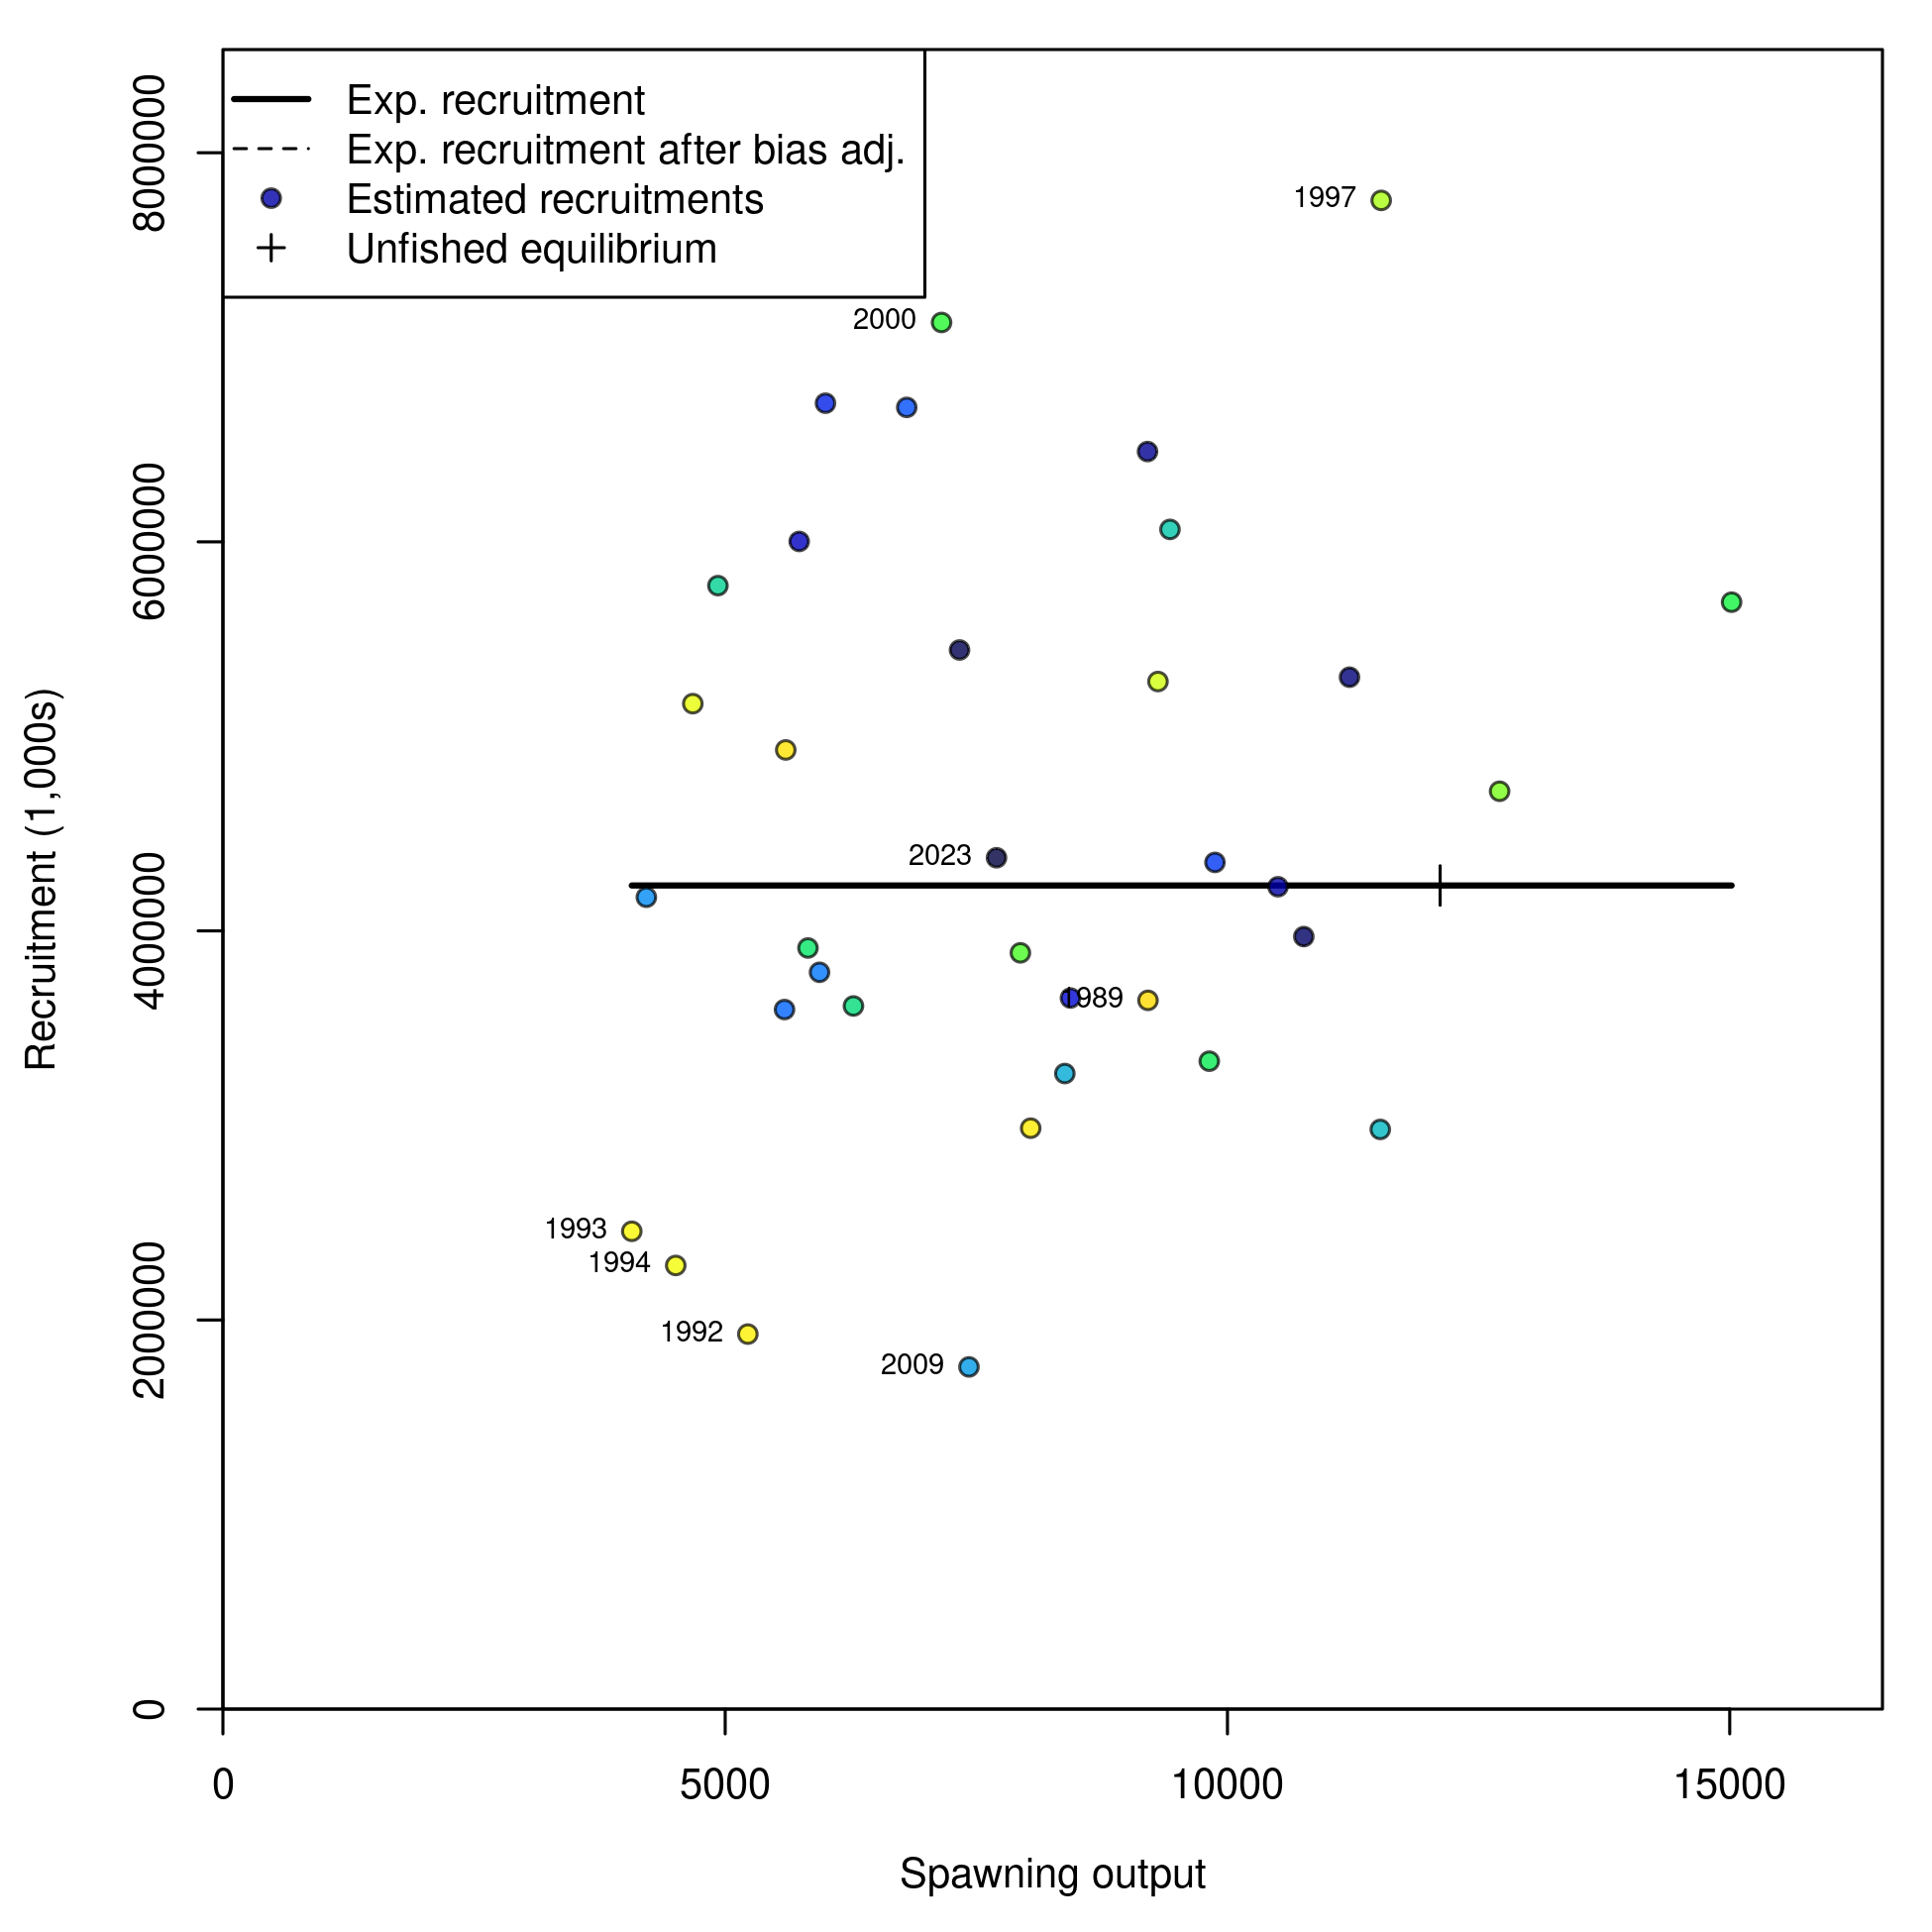 Exp. recruitment
Exp. recruitment after bias adj.
Estimated recruitments
Unfished equilibrium
8000000
6000000
4000000
2000000
0
Recruitment (1,000s)
1997
2000
2023
1989
1993
1994
1992
2009
0
5000
10000
15000
Spawning output